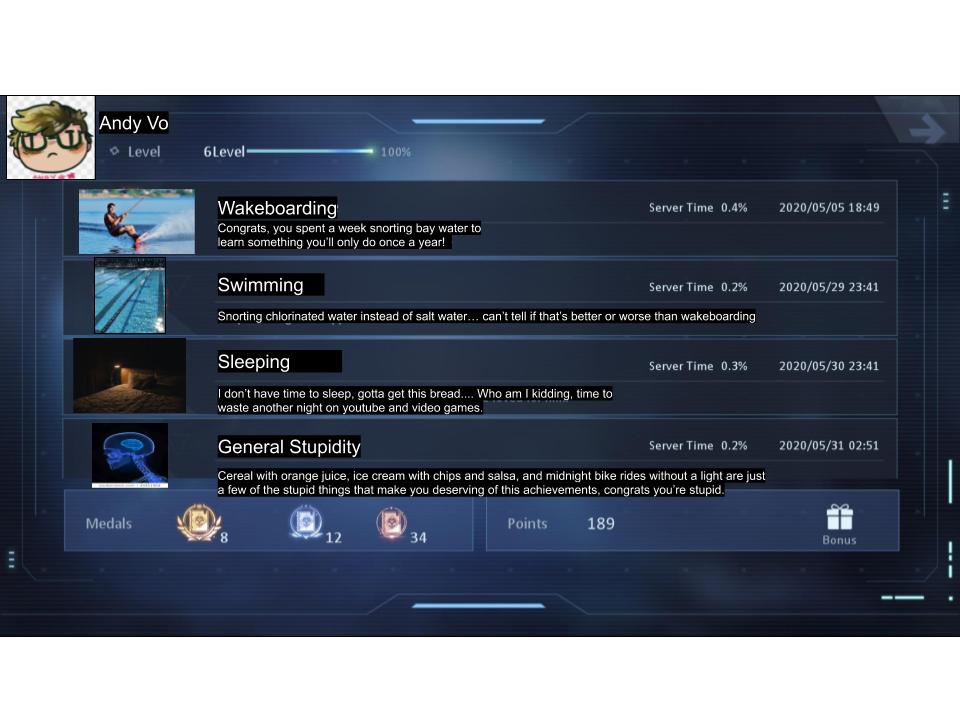 Andy Vo
Level 6Level 100%
Wakeboarding
Server Time 0.4% 2020/05/05 18:49
Congrats, you spent a week snorting bay water to
learn something you'll only do once a year!
Swimming
Server Time 0.2% 2020/05/29 23:41
Snorting chlorinated water instead of salt water… can't tell if that's better or worse than wakeboarding
Sleeping
Server Time 0.3% 2020/05/30 23:41
I don't have time to sleep, gotta get this bread.... Who am I kidding, time to
waste another night on youtube and video games.
General Stupidity
Server Time 0.2% 2020/05/31 02:51
Cereal with orange juice, ice cream with chips and salsa, and midnight bike rides without a light are just
a few of the stupid things that make you deserving of this achievements, congrats you're stupid.
Medals 8 12 34
Points 189
Bonus